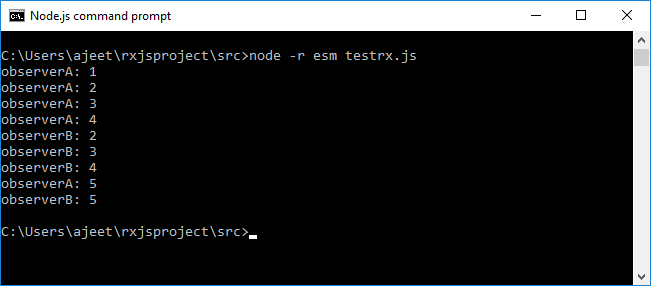 Node.js command prompt
C:\Users\ajeet\rxjsproject\src>node -r esm testrx.js
observerA: 1
observerA: 2
observerA: 3
observerA: 4
observerB: 2
observerB: 3
observerB: 4
observerA: 5
observerB: 5
C:\Users\ajeet\rxjsproject\src>